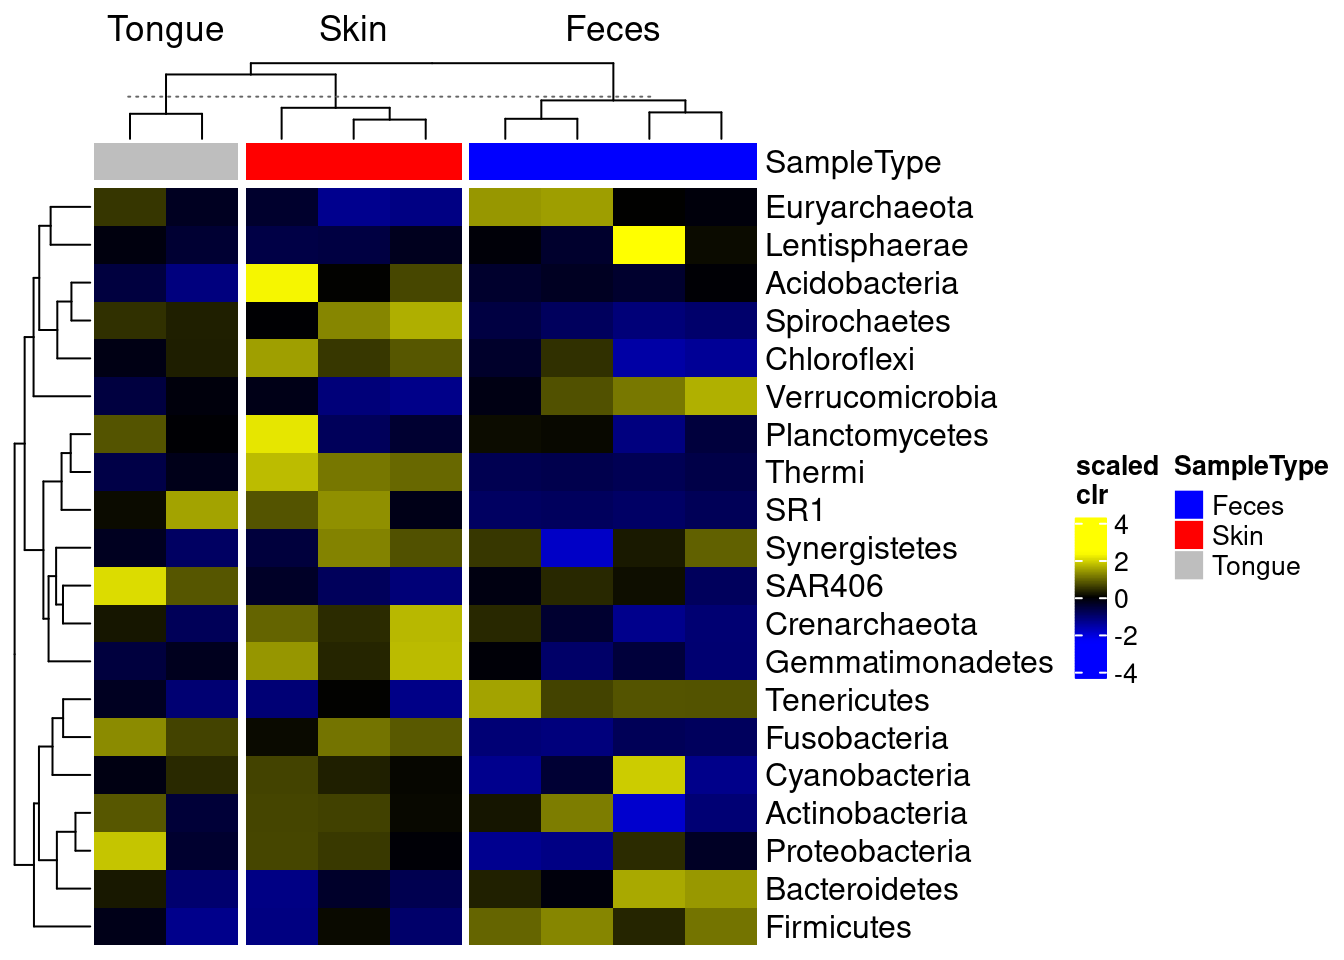 Tongue Skin Feces
SampleType
Euryarchaeota
Lentisphaerae
Acidobacteria
Spirochaetes
Chloroflexi
Verrucomicrobia
Planctomycetes
Thermi
SR1
Synergistetes
SAR406
Crenarchaeota
Gemmatimonadetes
Tenericutes
Fusobacteria
Cyanobacteria
Actinobacteria
Proteobacteria
Bacteroidetes
Firmicutes
scaled
clr
4
2
0
-2
-4
SampleType
Feces
Skin
Tongue